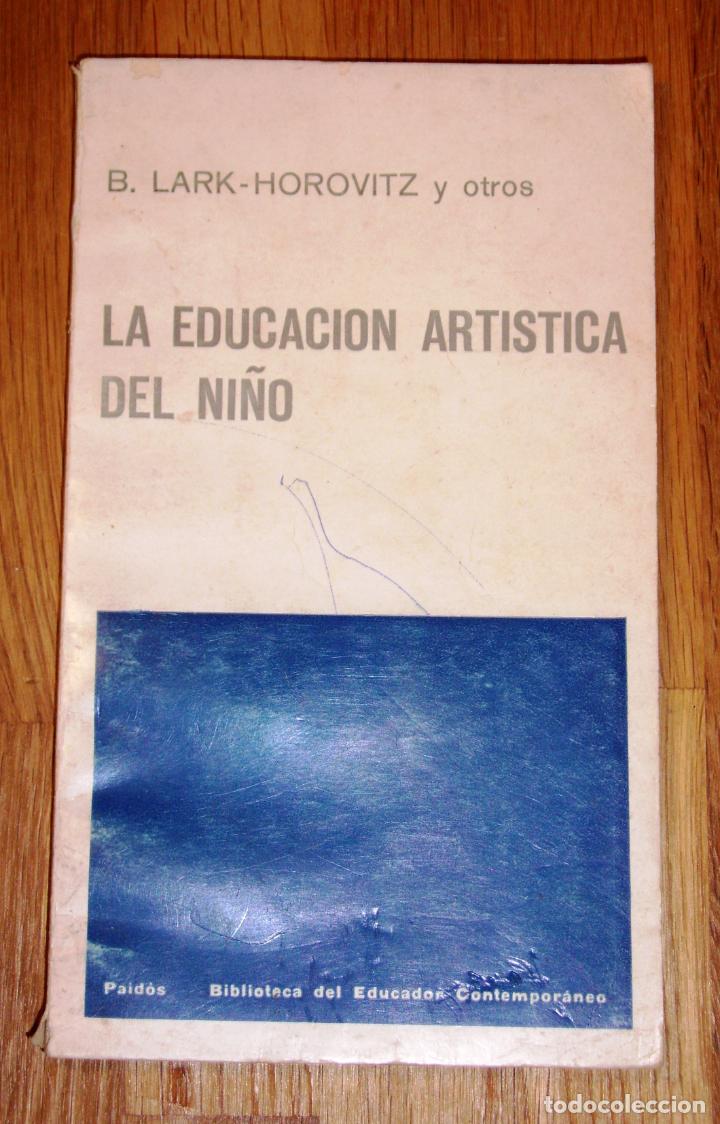 B. LARK-HOROVITZ y otros
LA EDUCACION ARTISTICA
DEL NIÑO
Paidós Biblioteca del Educador Contemporáneo
todocoleccion